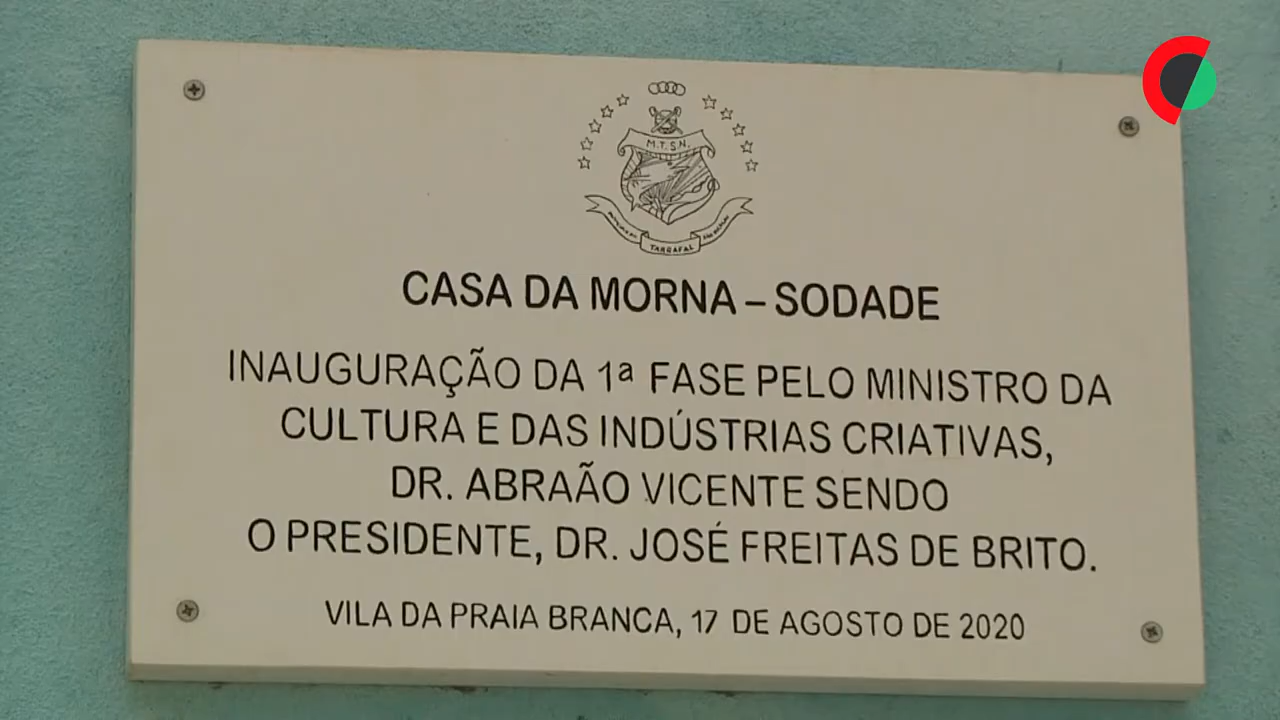 M.T.S.N.
TARRAFAL
CASA DA MORNA – SODADE
INAUGURAÇÃO DA 1ª FASE PELO MINISTRO DA
CULTURA E DAS INDÚSTRIAS CRIATIVAS,
DR. ABRAÃO VICENTE SENDO
O PRESIDENTE, DR. JOSÉ FREITAS DE BRITO.
VILA DA PRAIA BRANCA, 17 DE AGOSTO DE 2020